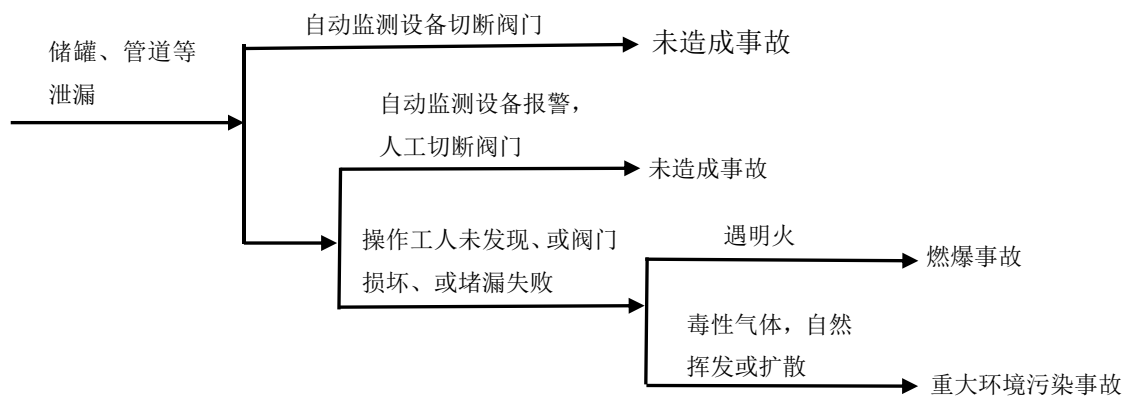 自动监测设备切断阀门
未造成事故
储罐、管道等
泄漏
自动监测设备报警，
人工切断阀门
未造成事故
操作工人未发现、或阀门
损坏、或堵漏失败
遇明火
燃爆事故
毒性气体，自然
挥发或扩散
重大环境污染事故